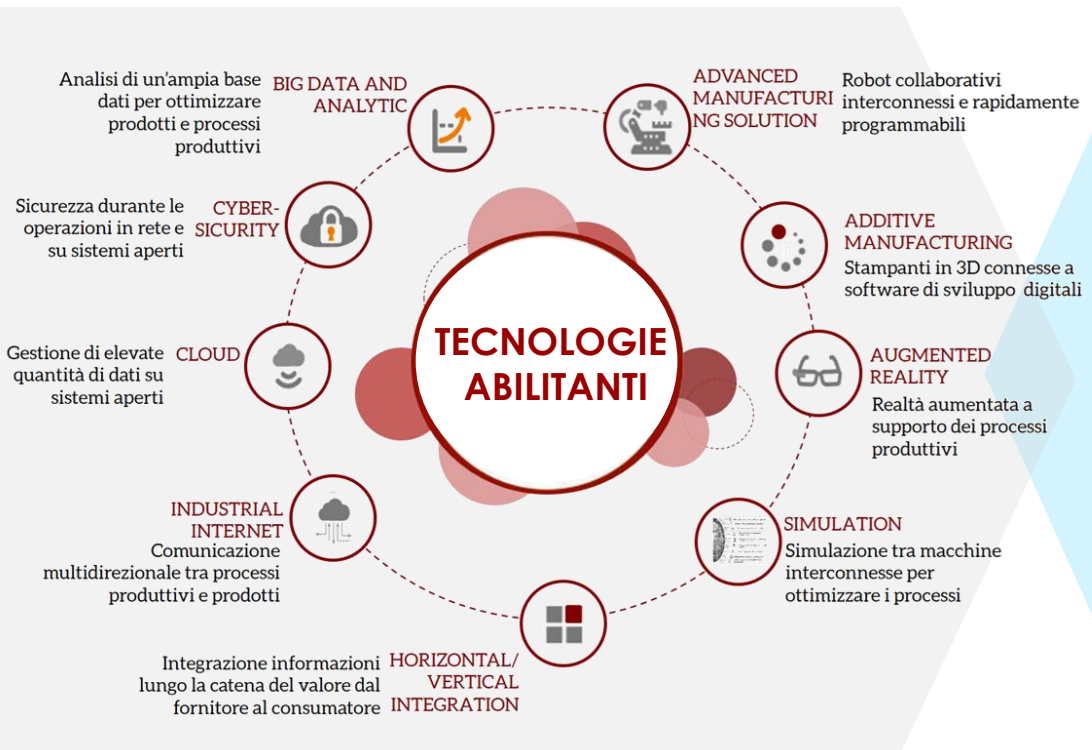 TECNOLOGIE
ABILITANTI
ADVANCED
MANUFACTURI
NG SOLUTION
Robot collaborativi
interconnessi e rapidamente
programmabili
ADDITIVE
MANUFACTURING
Stampanti in 3D connesse a
software di sviluppo digitali
AUGMENTED
REALITY
Realtà aumentata a
supporto dei processi
produttivi
SIMULATION
Simulazione tra macchine
interconnesse per
ottimizzare i processi
HORIZONTAL/
VERTICAL
INTEGRATION
Integrazione informazioni
lungo la catena del valore dal
fornitore al consumatore
INDUSTRIAL
INTERNET
Comunicazione
multidirezionale tra processi
produttivi e prodotti
CLOUD
Gestione di elevate
quantità di dati su
sistemi aperti
CYBER-
SICURITY
Sicurezza durante le
operazioni in rete e
su sistemi aperti
BIG DATA AND
ANALYTIC
Analisi di un'ampia base
dati per ottimizzare
prodotti e processi
produttivi